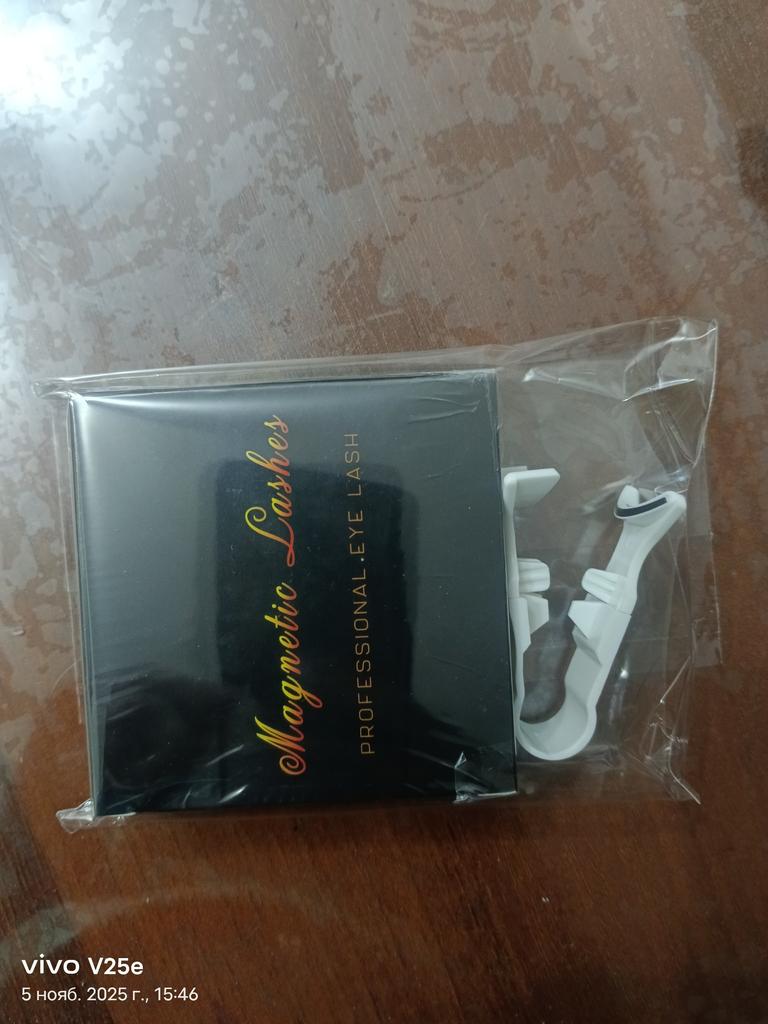 Magnetic Lashes
PROFESSIONAL.EYE LASH
vivo V25e
5 нояб. 2025 г., 15:46